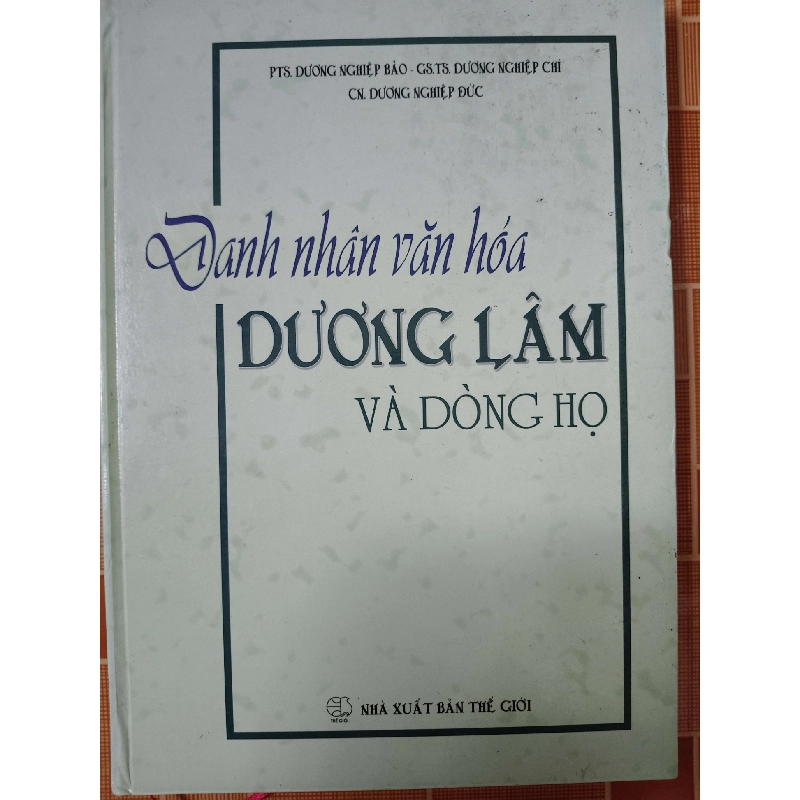 PTS. DƯƠNG NGHIỆP BẢO - GS.TS. DƯƠNG NGHIỆP CHÍ
CN. DƯƠNG NGHIỆP ĐỨC
Danh nhân văn hóa
DƯƠNG LÂM
VÀ DÒNG HỌ
NHÀ XUẤT BẢN THẾ GIỚI